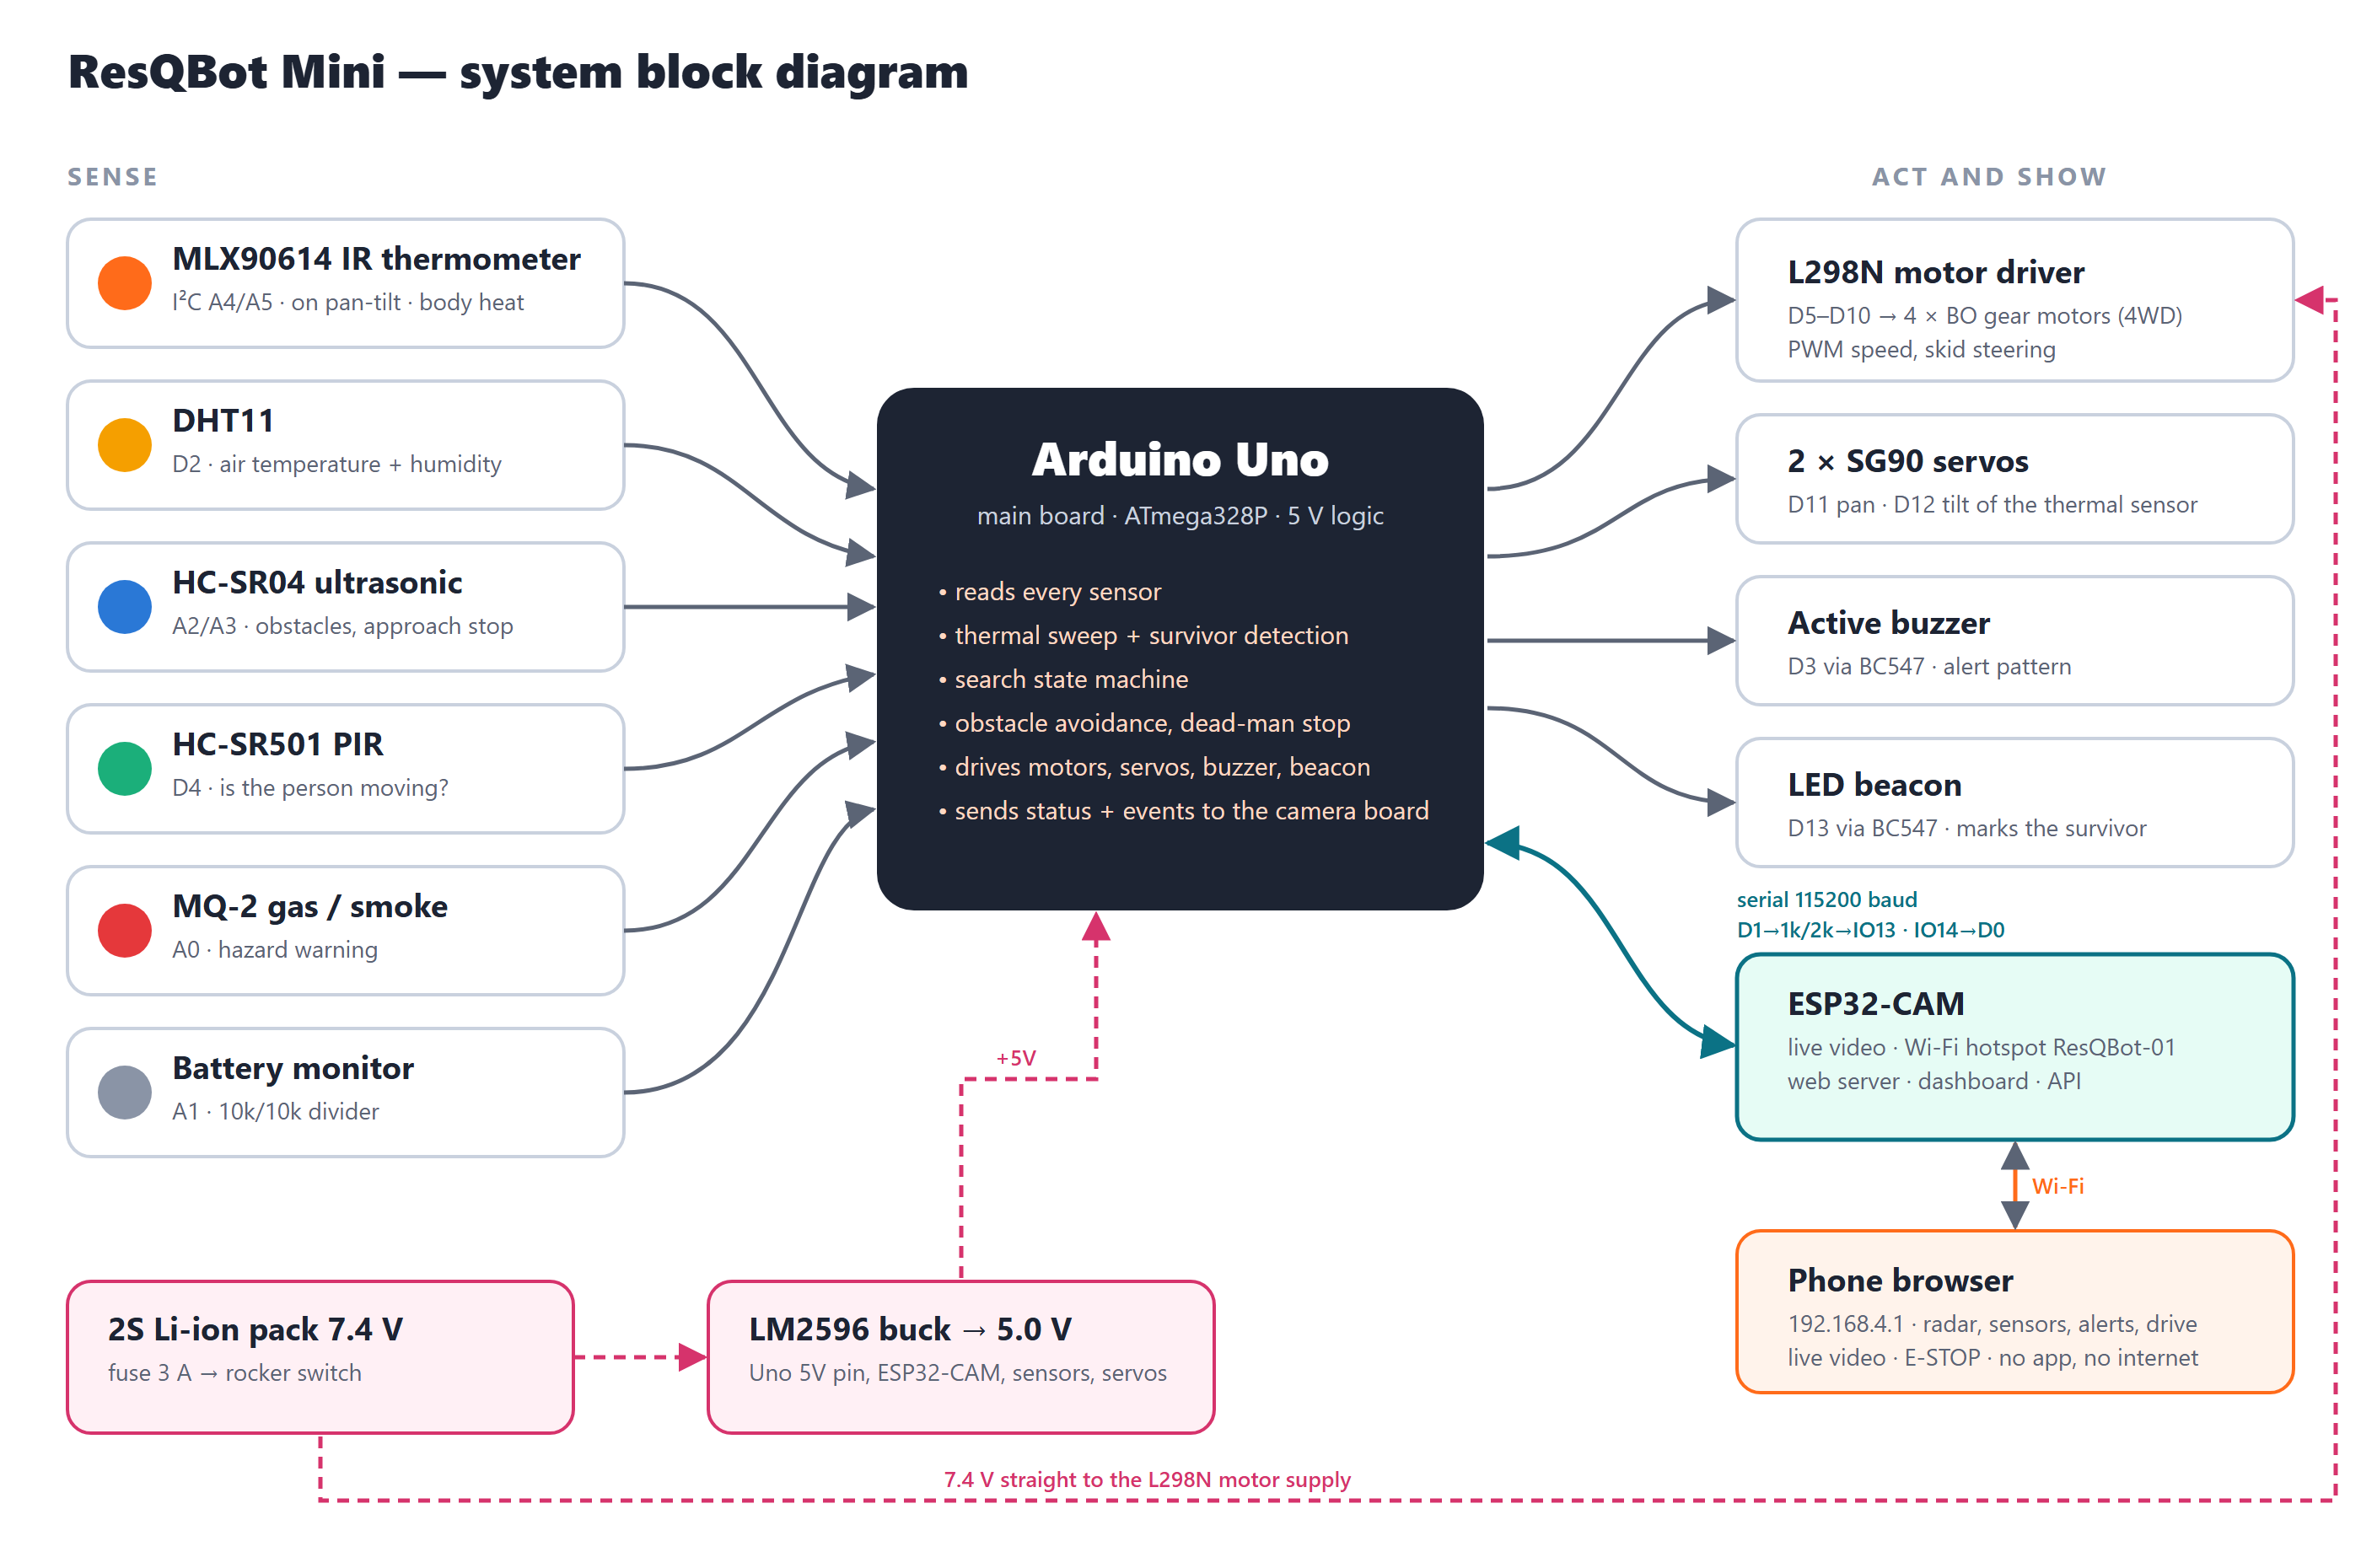 ResQBot Mini — system block diagram
SENSE
MLX90614 IR thermometer
I²C A4/A5 · on pan-tilt · body heat
DHT11
D2 · air temperature + humidity
HC-SR04 ultrasonic
A2/A3 · obstacles, approach stop
HC-SR501 PIR
D4 · is the person moving?
MQ-2 gas / smoke
A0 · hazard warning
Battery monitor
A1 · 10k/10k divider
Arduino Uno
main board · ATmega328P · 5 V logic
• reads every sensor
• thermal sweep + survivor detection
• search state machine
• obstacle avoidance, dead-man stop
• drives motors, servos, buzzer, beacon
• sends status + events to the camera board
ACT AND SHOW
L298N motor driver
D5–D10 → 4 × BO gear motors (4WD)
PWM speed, skid steering
2 × SG90 servos
D11 pan · D12 tilt of the thermal sensor
Active buzzer
D3 via BC547 · alert pattern
LED beacon
D13 via BC547 · marks the survivor
serial 115200 baud
D1→1k/2k→IO13 · IO14→D0
ESP32-CAM
live video · Wi-Fi hotspot ResQBot-01
web server · dashboard · API
Wi-Fi
Phone browser
192.168.4.1 · radar, sensors, alerts, drive
live video · E-STOP · no app, no internet
+5V
2S Li-ion pack 7.4 V
fuse 3 A → rocker switch
LM2596 buck → 5.0 V
Uno 5V pin, ESP32-CAM, sensors, servos
7.4 V straight to the L298N motor supply